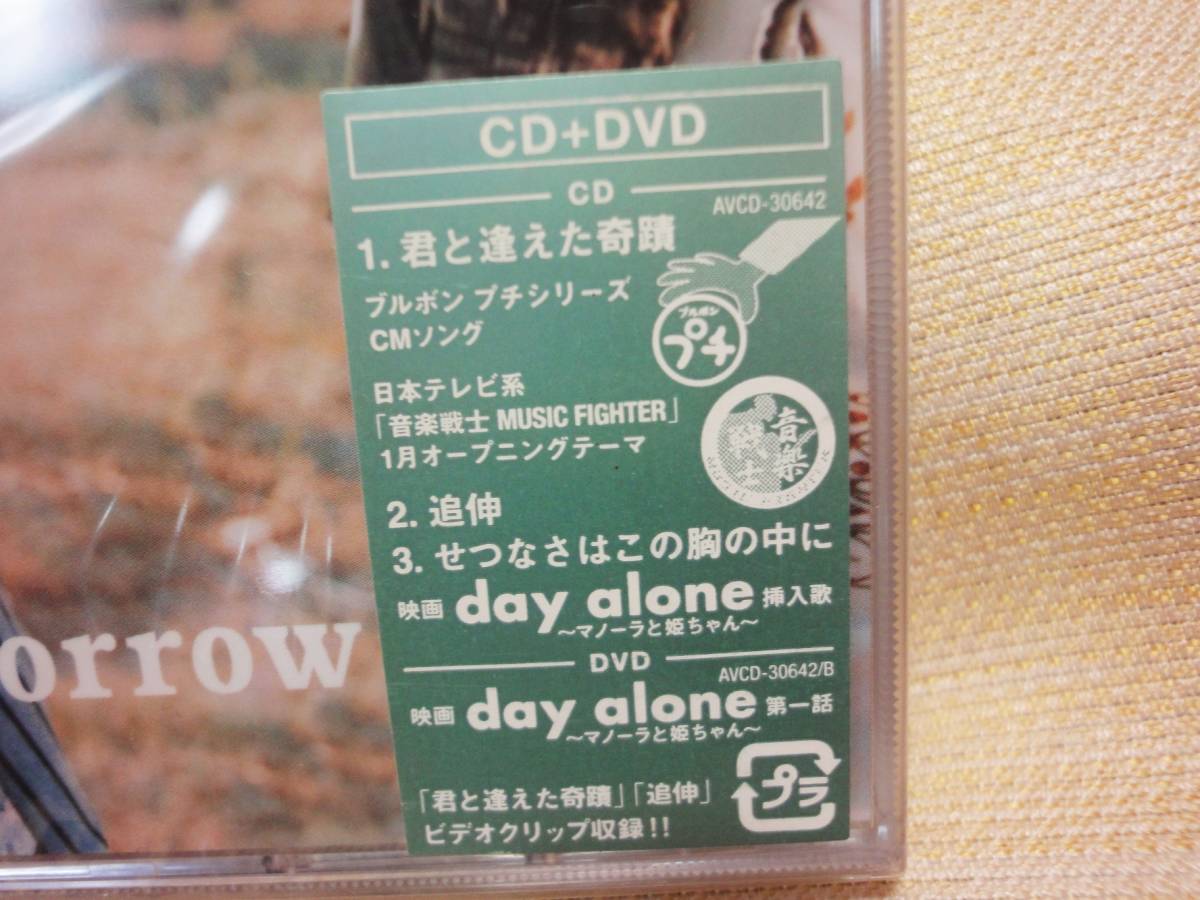 CD+DVD
CD
AVCD-30642
1. 君と逢えた奇蹟
ブルボン プチシリーズ
CMソング
ブルボン
プチ
日本テレビ系
「音楽戦士 MUSIC FIGHTER」
1月オープニングテーマ
音樂
戦士
2. 追伸
3. せつなさはこの胸の中に
映画 day alone 挿入歌
～マノーラと姫ちゃん～
DVD
AVCD-30642/B
映画 day alone 第一話
～マノーラと姫ちゃん～
「君と逢えた奇蹟」「追伸」
ビデオクリップ収録!!
プラ
orrow